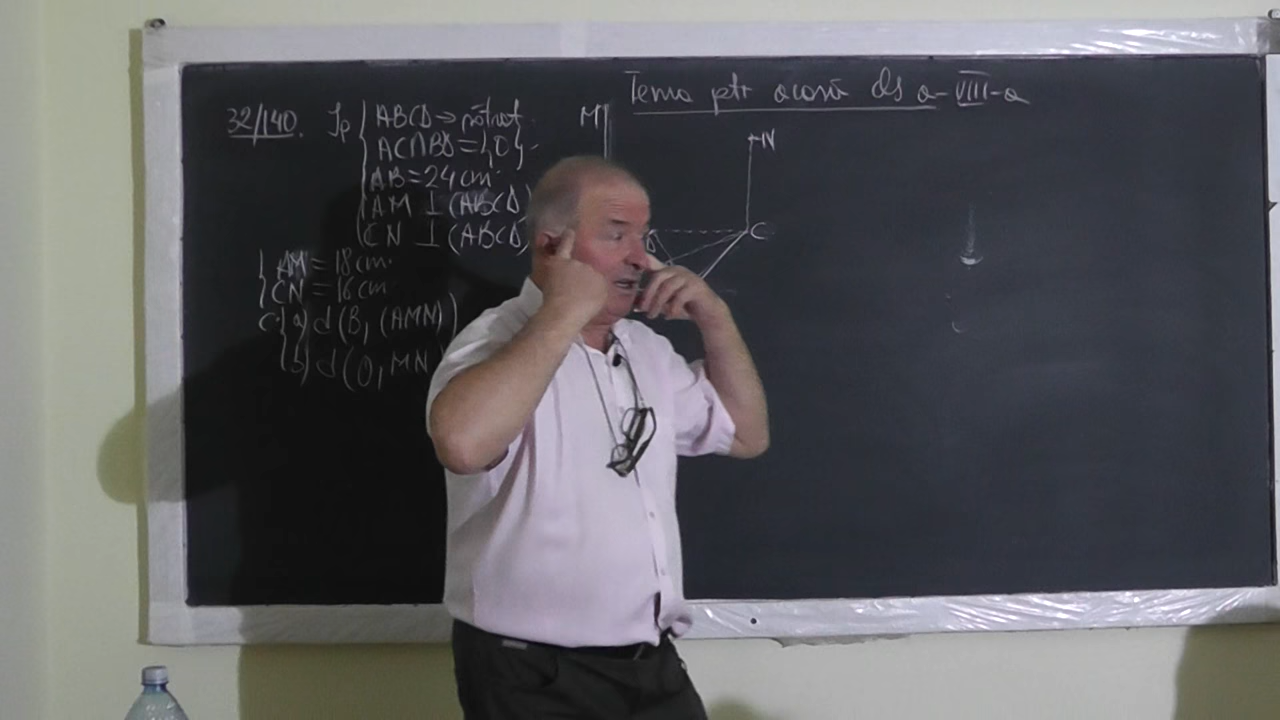 Tema ptr acasă cls a-VIII-a
32/140. Ip { ABCD → pătrat.
AC∩BD = {O}.
AB = 24 cm.
AM ⊥ (ABCD)
CN ⊥ (ABCD)
AM = 18 cm.
CN = 16 cm.
C. a) d(B, (AMN)
b) d(O, MN
M
N
C